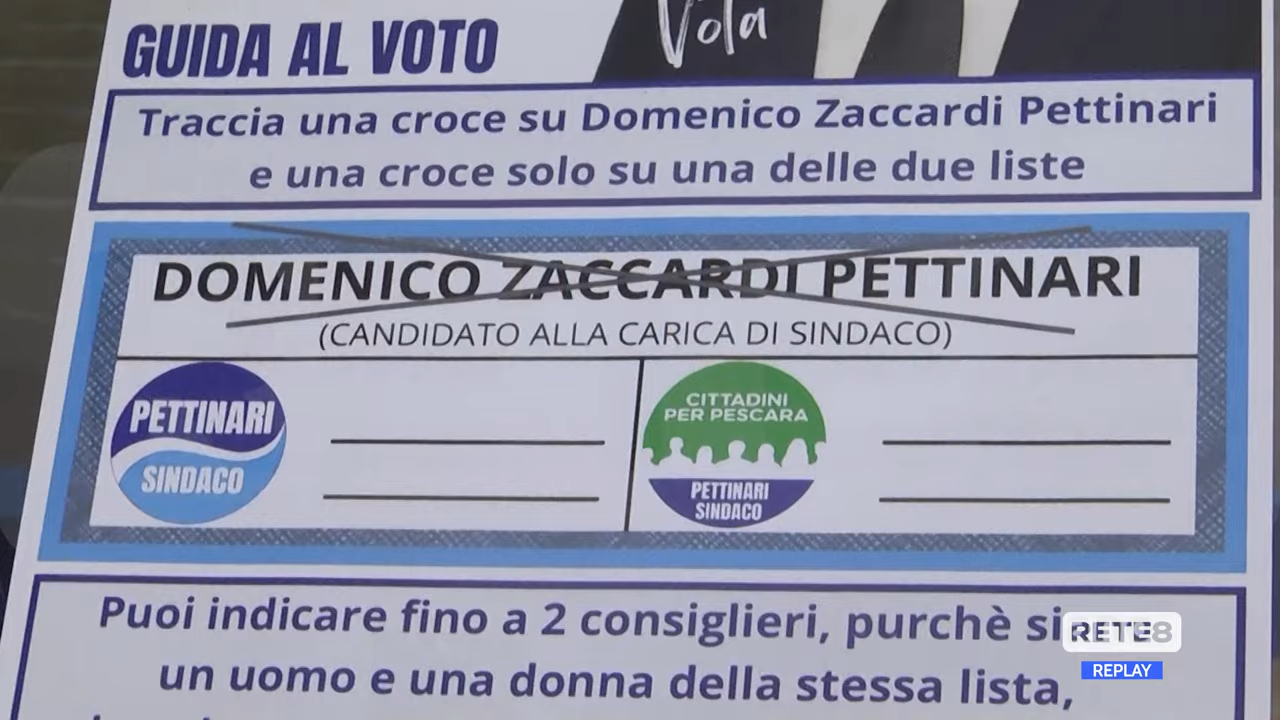 Vota
GUIDA AL VOTO
Traccia una croce su Domenico Zaccardi Pettinari
e una croce solo su una delle due liste
DOMENICO ZACCARDI PETTINARI
(CANDIDATO ALLA CARICA DI SINDACO)
PETTINARI
SINDACO
CITTADINI
PER PESCARA
PETTINARI
SINDACO
Puoi indicare fino a 2 consiglieri, purchè si
RETE8
un uomo e una donna della stessa lista,
REPLAY